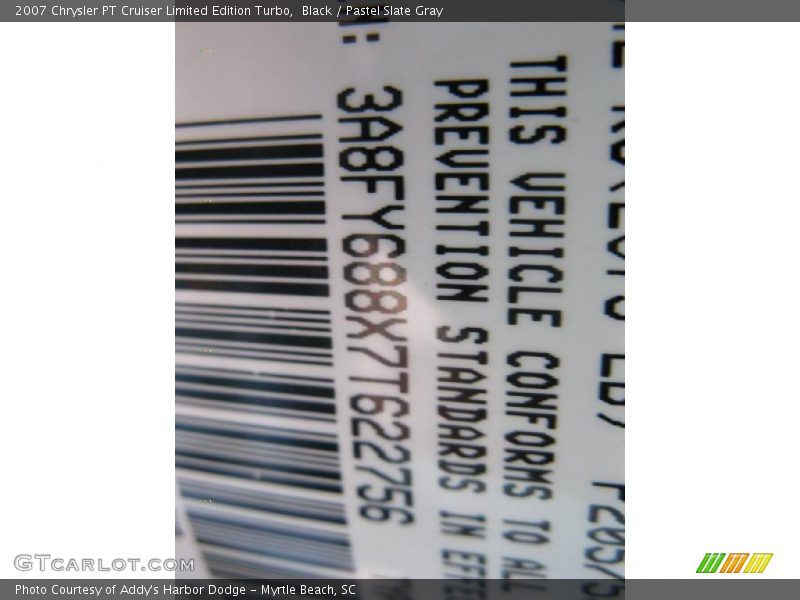 2007 Chrysler PT Cruiser Limited Edition Turbo,  Black / Pastel Slate Gray
THIS VEHICLE CONFORMS TO AL
PREVENTION STANDARDS IN EFFE
3A8FY688X7T622756
GTcarlot.com
Photo Courtesy of Addy's Harbor Dodge - Myrtle Beach, SC